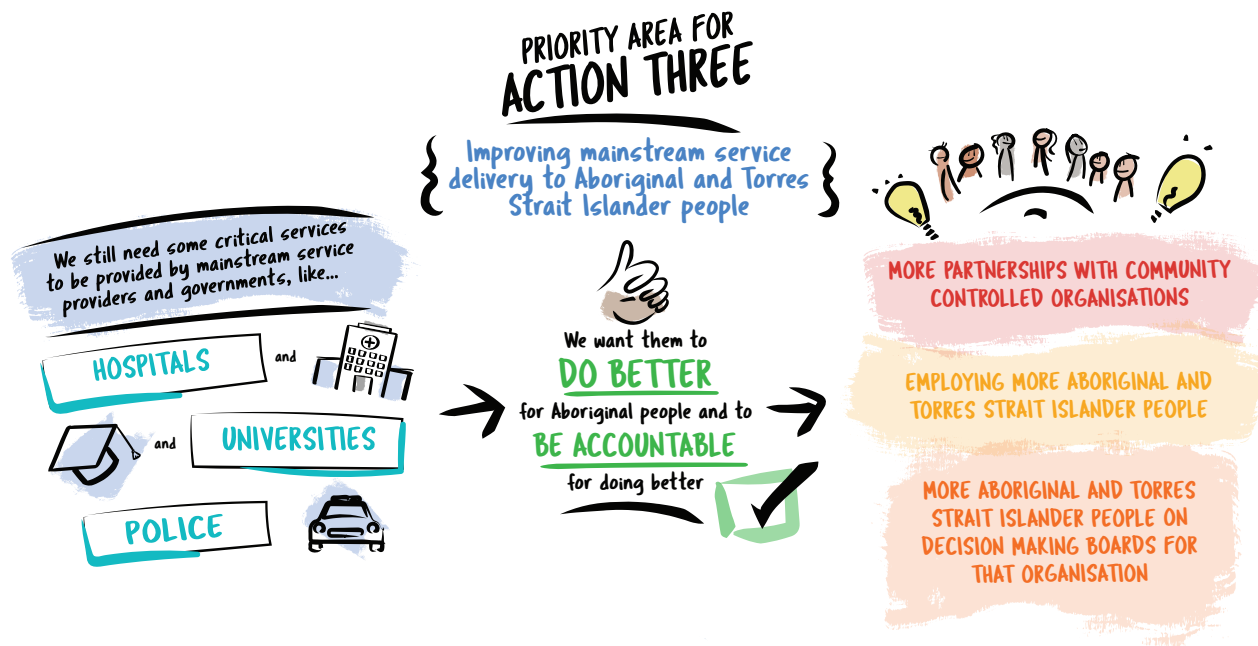 PRIORITY AREA FOR
ACTION THREE
Improving mainstream service
delivery to Aboriginal and Torres
Strait Islander people
We still need some critical services
to be provided by mainstream service
providers and governments, like...
HOSPITALS
and
and
UNIVERSITIES
POLICE
We want them to
DO BETTER
for Aboriginal people and to
BE ACCOUNTABLE
for doing better
MORE PARTNERSHIPS WITH COMMUNITY
CONTROLLED ORGANISATIONS
EMPLOYING MORE ABORIGINAL AND
TORRES STRAIT ISLANDER PEOPLE
MORE ABORIGINAL AND TORRES
STRAIT ISLANDER PEOPLE ON
DECISION MAKING BOARDS FOR
THAT ORGANISATION